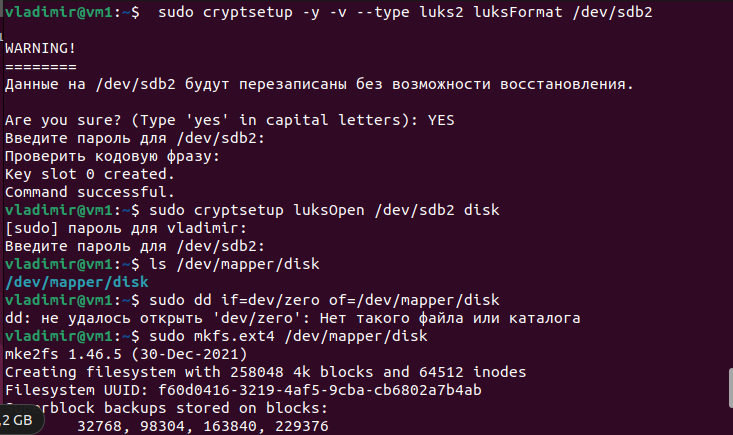 vladimir@vm1:~$  sudo cryptsetup -y -v --type luks2 luksFormat /dev/sdb2
WARNING!
========
Данные на /dev/sdb2 будут перезаписаны без возможности восстановления.
Are you sure? (Type 'yes' in capital letters): YES
Введите пароль для /dev/sdb2:
Проверить кодовую фразу:
Key slot 0 created.
Command successful.
vladimir@vm1:~$ sudo cryptsetup luksOpen /dev/sdb2 disk
[sudo] пароль для vladimir:
Введите пароль для /dev/sdb2:
vladimir@vm1:~$ ls /dev/mapper/disk
/dev/mapper/disk
vladimir@vm1:~$ sudo dd if=dev/zero of=/dev/mapper/disk
dd: не удалось открыть 'dev/zero': Нет такого файла или каталога
vladimir@vm1:~$ sudo mkfs.ext4 /dev/mapper/disk
mke2fs 1.46.5 (30-Dec-2021)
Creating filesystem with 258048 4k blocks and 64512 inodes
Filesystem UUID: f60d0416-3219-4af5-9cba-cb6802a7b4ab
erblock backups stored on blocks:
,2 GB
32768, 98304, 163840, 229376